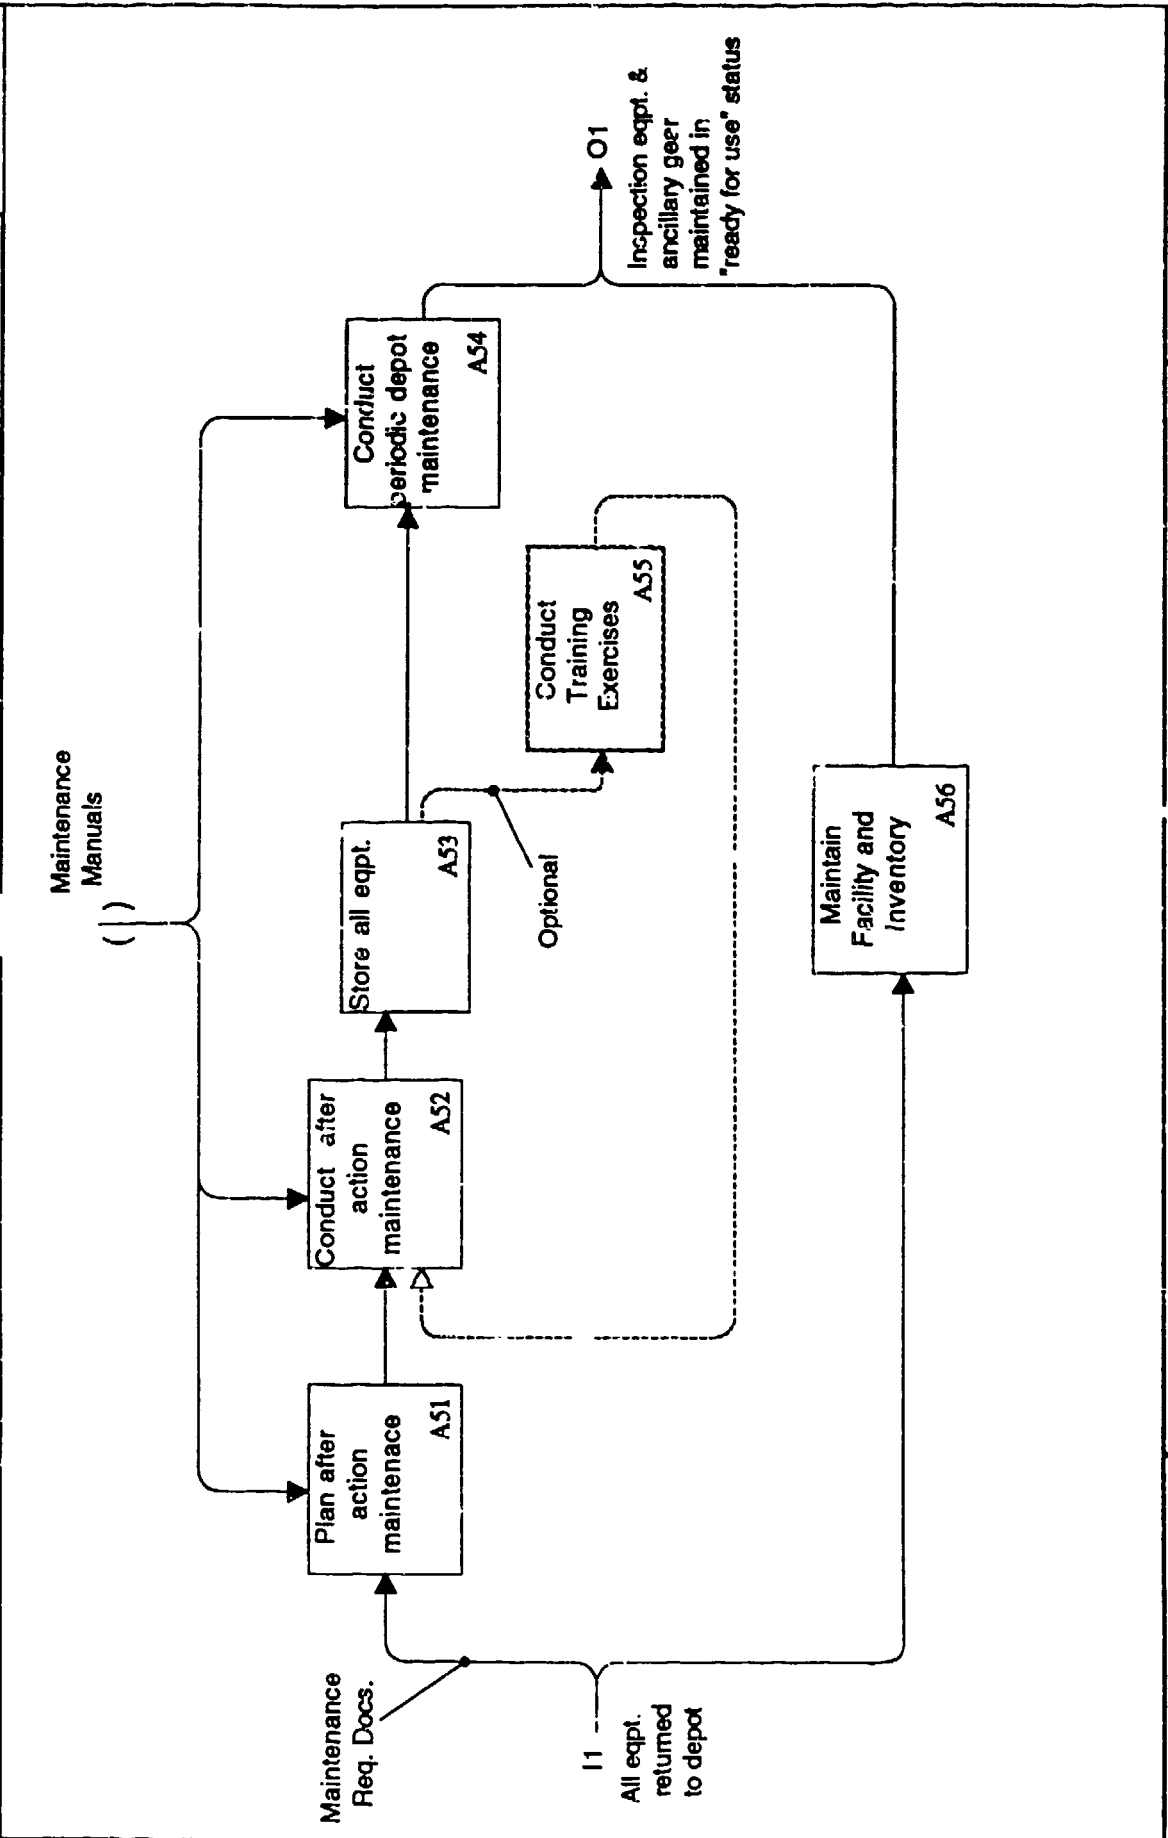 Maintenance
Manuals
( )
Maintenance
Req. Docs.
I1
All eqpt.
returned
to depot
Plan after
action
maintenace
A51
Conduct after
action
maintenance
A52
Store all eqpt.
A53
Optional
Conduct
periodic depot
maintenance
A54
Conduct
Training
Exercises
A55
Maintain
Facility and
Inventory
A56
O1
Inspection eqpt. &
ancillary gear
maintained in
"ready for use" status